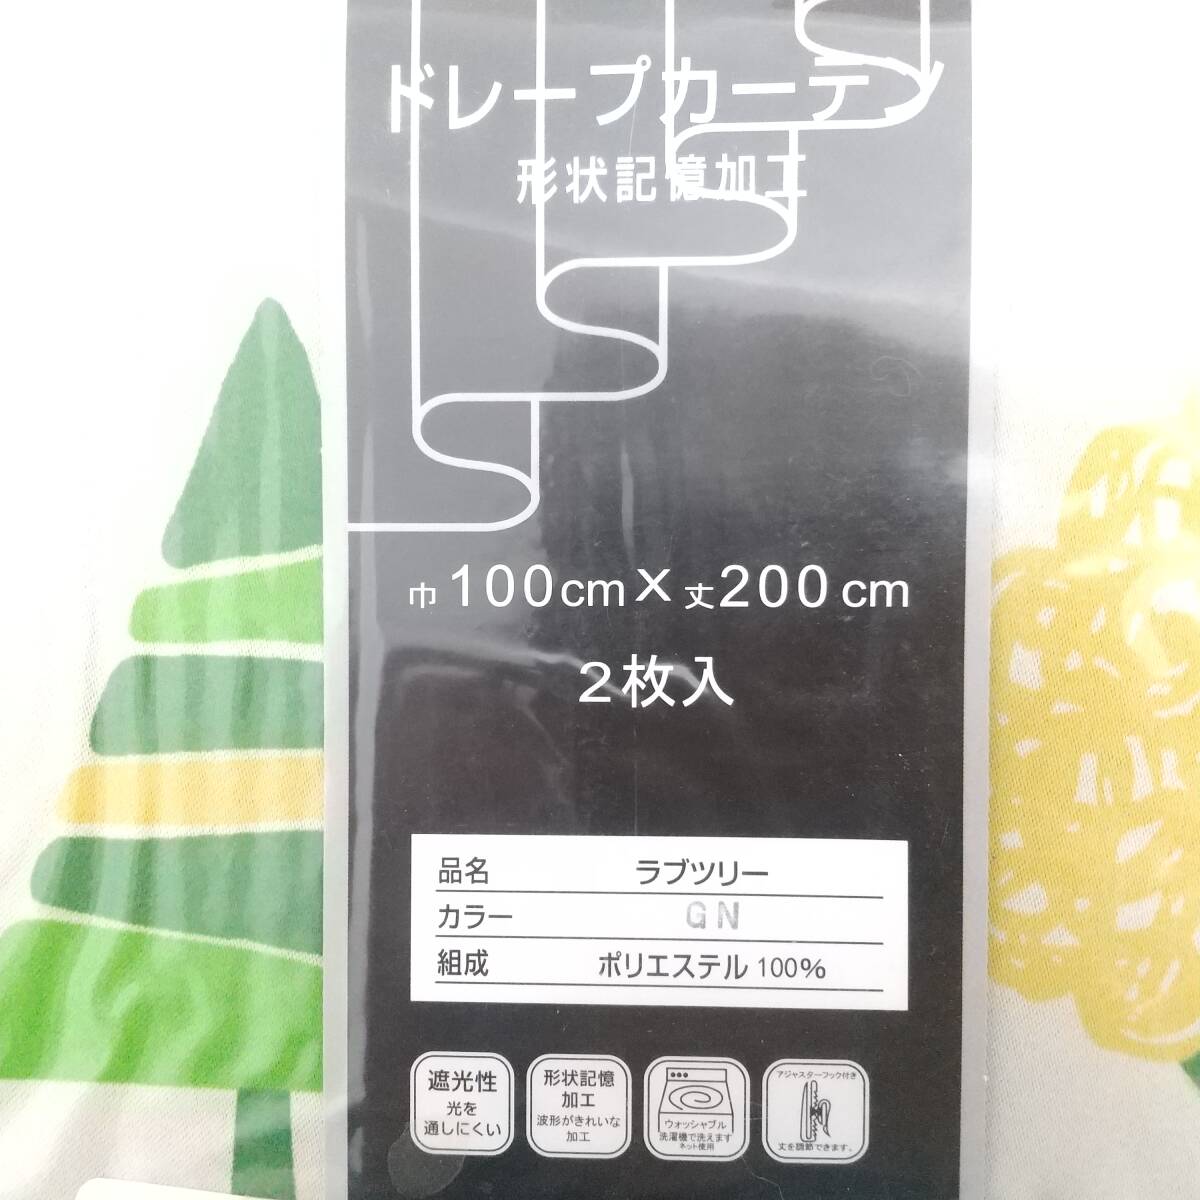 ドレープカーテン
形状記憶加工
巾100cm×丈200cm
2枚入
品名 ラブツリー
カラー GN
組成 ポリエステル100%
遮光性
光を
通しにくい
形状記憶
加工
波形がきれいな
加工
ウォッシャブル
洗濯機で洗えます
ネット使用
アジャスターフック付き
丈を調節できます。